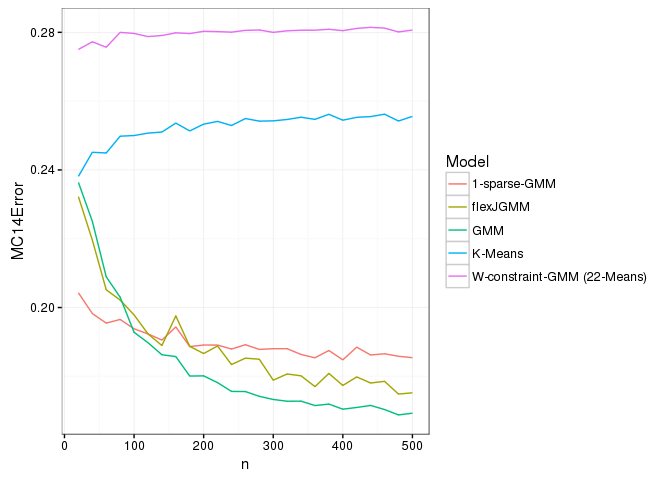 0.28
0.24
0.20
MC14Error
0
100
200
300
400
500
n
Model
1-sparse-GMM
flexJGMM
GMM
K-Means
W-constraint-GMM (22-Means)